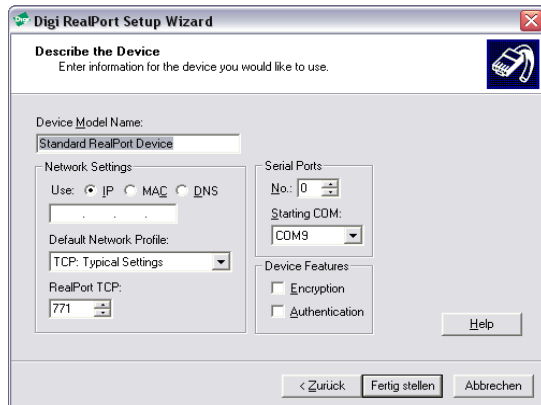 Digi RealPort Setup Wizard
Describe the Device
Enter information for the device you would like to use.
Device Model Name:
Standard RealPort Device
Network Settings
Use: IP MAC DNS
. . .
Default Network Profile:
TCP: Typical Settings
RealPort TCP:
771
Serial Ports
No.: 0
Starting COM:
COM9
Device Features
Encryption
Authentication
Help
< Zurück Fertig stellen Abbrechen